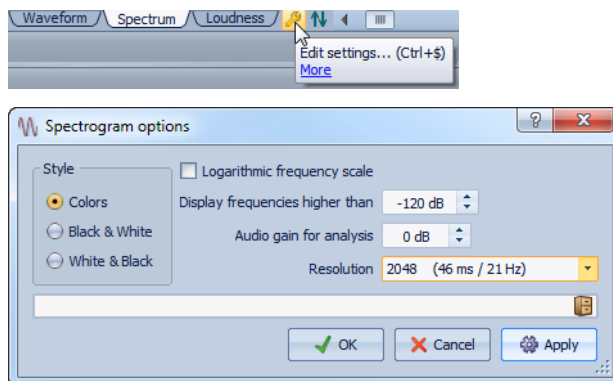 Waveform Spectrum Loudness
Edit settings... (Ctrl+$)
More
Spectrogram options
Style
Logarithmic frequency scale
Colors
Display frequencies higher than -120 dB
Black & White
Audio gain for analysis 0 dB
White & Black
Resolution 2048 (46 ms / 21 Hz)
OK Cancel Apply